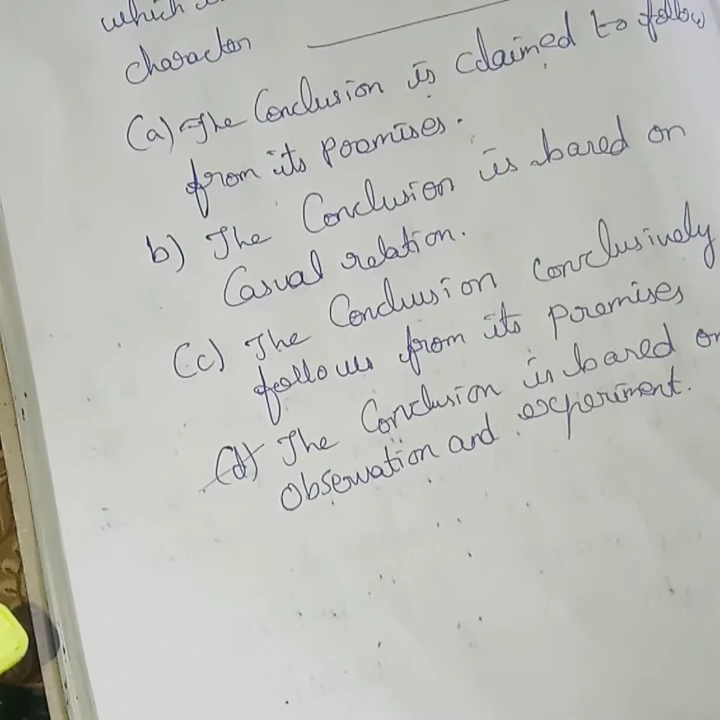 which
character
(a) The Conclusion is claimed to follow
from its premises.
b) The Conclusion is based on
Casual relation.
(c) The Conclusion conclusively
follows from its premises
(d) The Conclusion is based on
Observation and experiment.